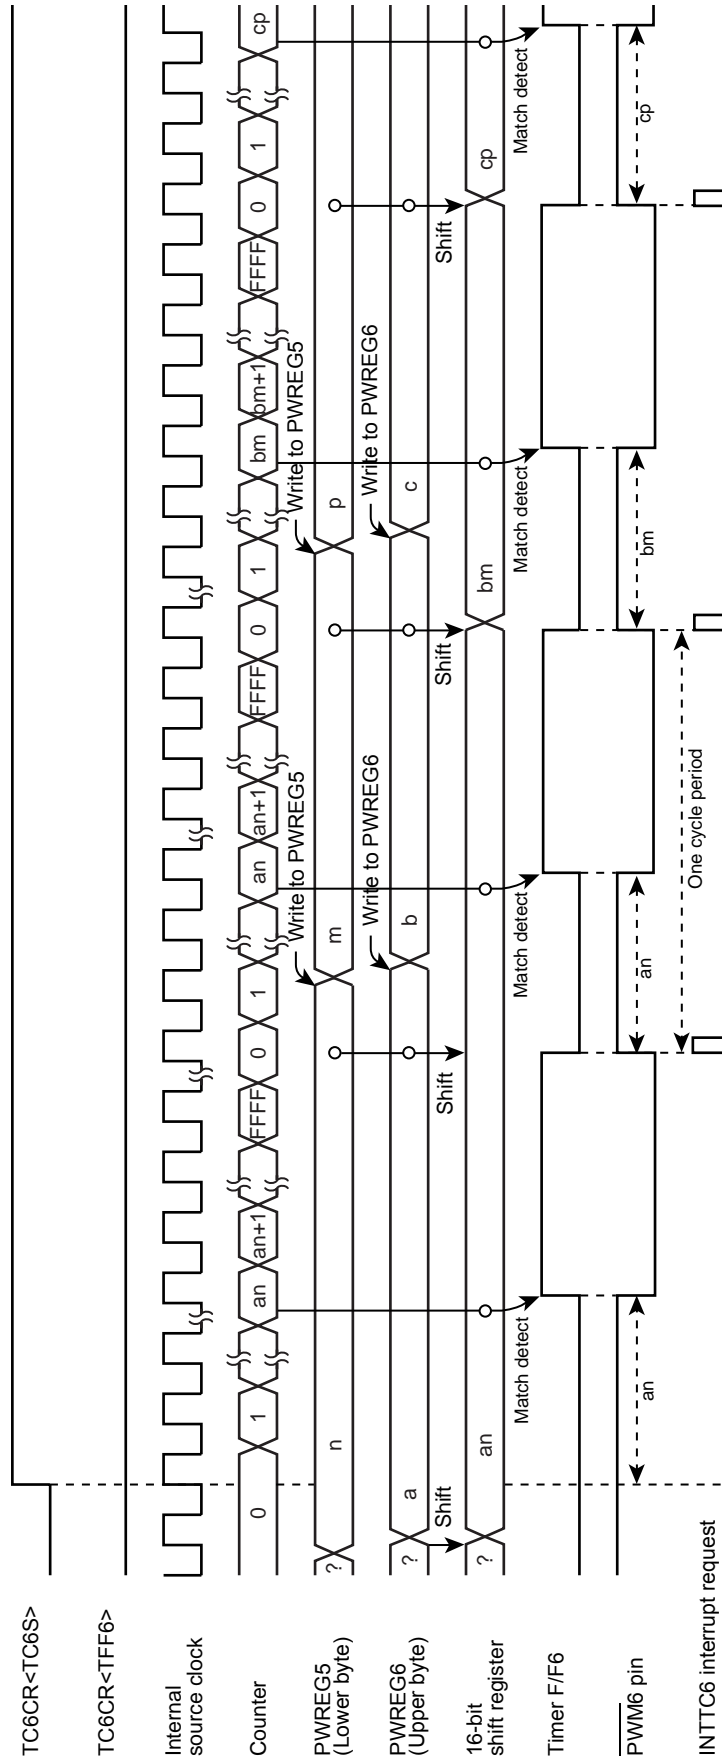 TC6CR<TC6S>
TC6CR<TFF6>
Internal
source clock
Counter
0
1
an
an+1
FFFF
0
1
an
an+1
FFFF
0
1
bm
bm+1
FFFF
0
1
cp
Write to PWREG5
Write to PWREG5
PWREG5
(Lower byte)
?
n
m
p
Write to PWREG6
Write to PWREG6
PWREG6
(Upper byte)
?
a
b
c
Shift
Shift
Shift
Shift
16-bit
shift register
?
an
bm
cp
Match detect
Match detect
Match detect
Match detect
Timer F/F6
PWM6 pin
an
an
bm
cp
One cycle period
INTTC6 interrupt request